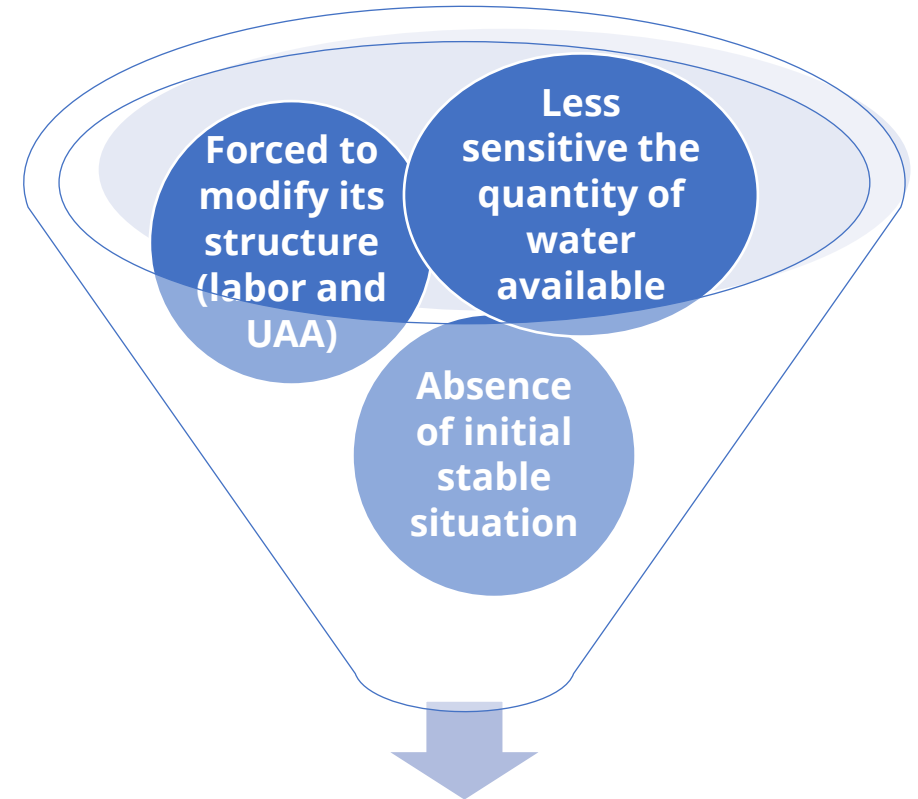 Forced to
modify its
structure
(labor and
UAA)
Less
sensitive the
quantity of
water
available
Absence
of initial
stable
situation